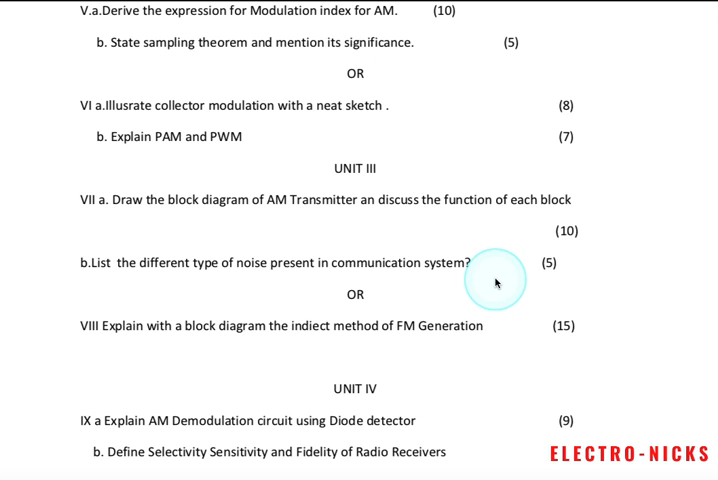 V.a.Derive the expression for Modulation index for AM. (10)
b. State sampling theorem and mention its significance. (5)
OR
VI a.Illusrate collector modulation with a neat sketch . (8)
b. Explain PAM and PWM (7)
UNIT III
VII a. Draw the block diagram of AM Transmitter an discuss the function of each block
(10)
b.List the different type of noise present in communication system? (5)
OR
VIII Explain with a block diagram the indiect method of FM Generation (15)
UNIT IV
IX a Explain AM Demodulation circuit using Diode detector (9)
b. Define Selectivity Sensitivity and Fidelity of Radio Receivers
ELECTRO-NICKS